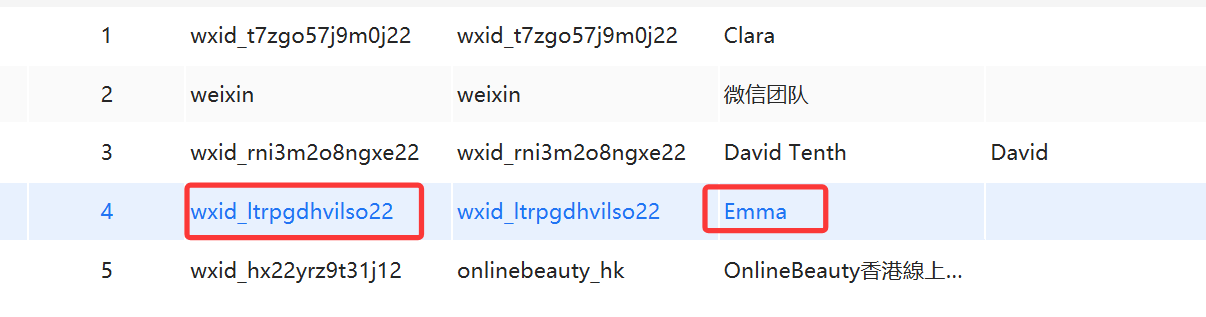 1 wxid_t7zgo57j9m0j22 wxid_t7zgo57j9m0j22 Clara
2 weixin weixin 微信团队
3 wxid_rni3m2o8ngxe22 wxid_rni3m2o8ngxe22 David Tenth David
4 wxid_ltrpgdhvilso22 wxid_ltrpgdhvilso22 Emma
5 wxid_hx22yrz9t31j12 onlinebeauty_hk OnlineBeauty香港線上...